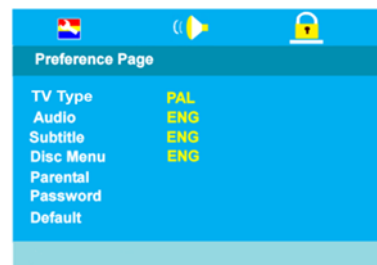 Preference Page
TV Type PAL
Audio ENG
Subtitle ENG
Disc Menu ENG
Parental
Password
Default